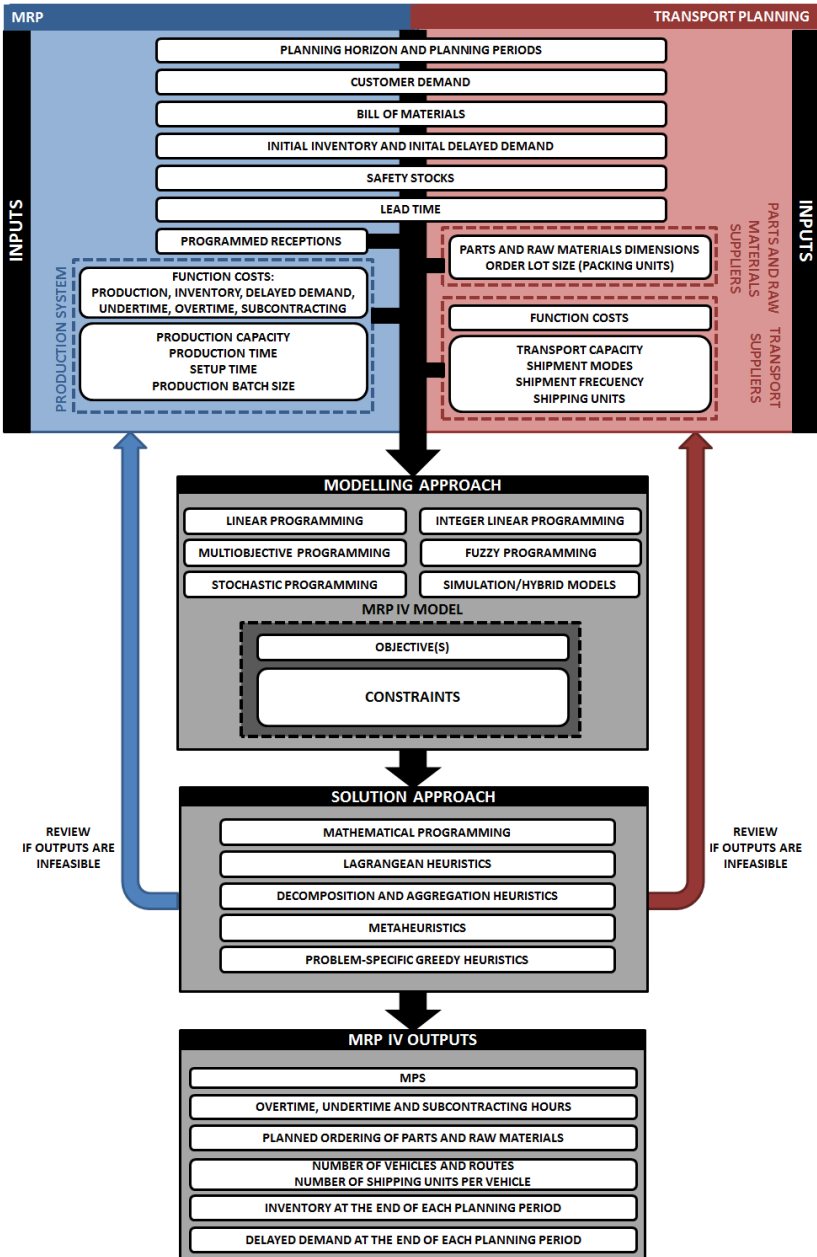 MRP
TRANSPORT PLANNING
INPUTS
INPUTS
PLANNING HORIZON AND PLANNING PERIODS
CUSTOMER DEMAND
BILL OF MATERIALS
INITIAL INVENTORY AND INITAL DELAYED DEMAND
SAFETY STOCKS
LEAD TIME
PROGRAMMED RECEPTIONS
PRODUCTION SYSTEM
FUNCTION COSTS:
PRODUCTION, INVENTORY, DELAYED DEMAND,
UNDERTIME, OVERTIME, SUBCONTRACTING
PRODUCTION CAPACITY
PRODUCTION TIME
SETUP TIME
PRODUCTION BATCH SIZE
PARTS AND RAW MATERIALS DIMENSIONS
ORDER LOT SIZE (PACKING UNITS)
PARTS AND RAW
MATERIALS
SUPPLIERS
FUNCTION COSTS
TRANSPORT CAPACITY
SHIPMENT MODES
SHIPMENT FRECUENCY
SHIPPING UNITS
TRANSPORT
SUPPLIERS
MODELLING APPROACH
LINEAR PROGRAMMING
INTEGER LINEAR PROGRAMMING
MULTIOBJECTIVE PROGRAMMING
FUZZY PROGRAMMING
STOCHASTIC PROGRAMMING
SIMULATION/HYBRID MODELS
MRP IV MODEL
OBJECTIVE(S)
CONSTRAINTS
SOLUTION APPROACH
MATHEMATICAL PROGRAMMING
LAGRANGEAN HEURISTICS
DECOMPOSITION AND AGGREGATION HEURISTICS
METAHEURISTICS
PROBLEM-SPECIFIC GREEDY HEURISTICS
REVIEW
IF OUTPUTS ARE
INFEASIBLE
REVIEW
IF OUTPUTS ARE
INFEASIBLE
MRP IV OUTPUTS
MPS
OVERTIME, UNDERTIME AND SUBCONTRACTING HOURS
PLANNED ORDERING OF PARTS AND RAW MATERIALS
NUMBER OF VEHICLES AND ROUTES
NUMBER OF SHIPPING UNITS PER VEHICLE
INVENTORY AT THE END OF EACH PLANNING PERIOD
DELAYED DEMAND AT THE END OF EACH PLANNING PERIOD